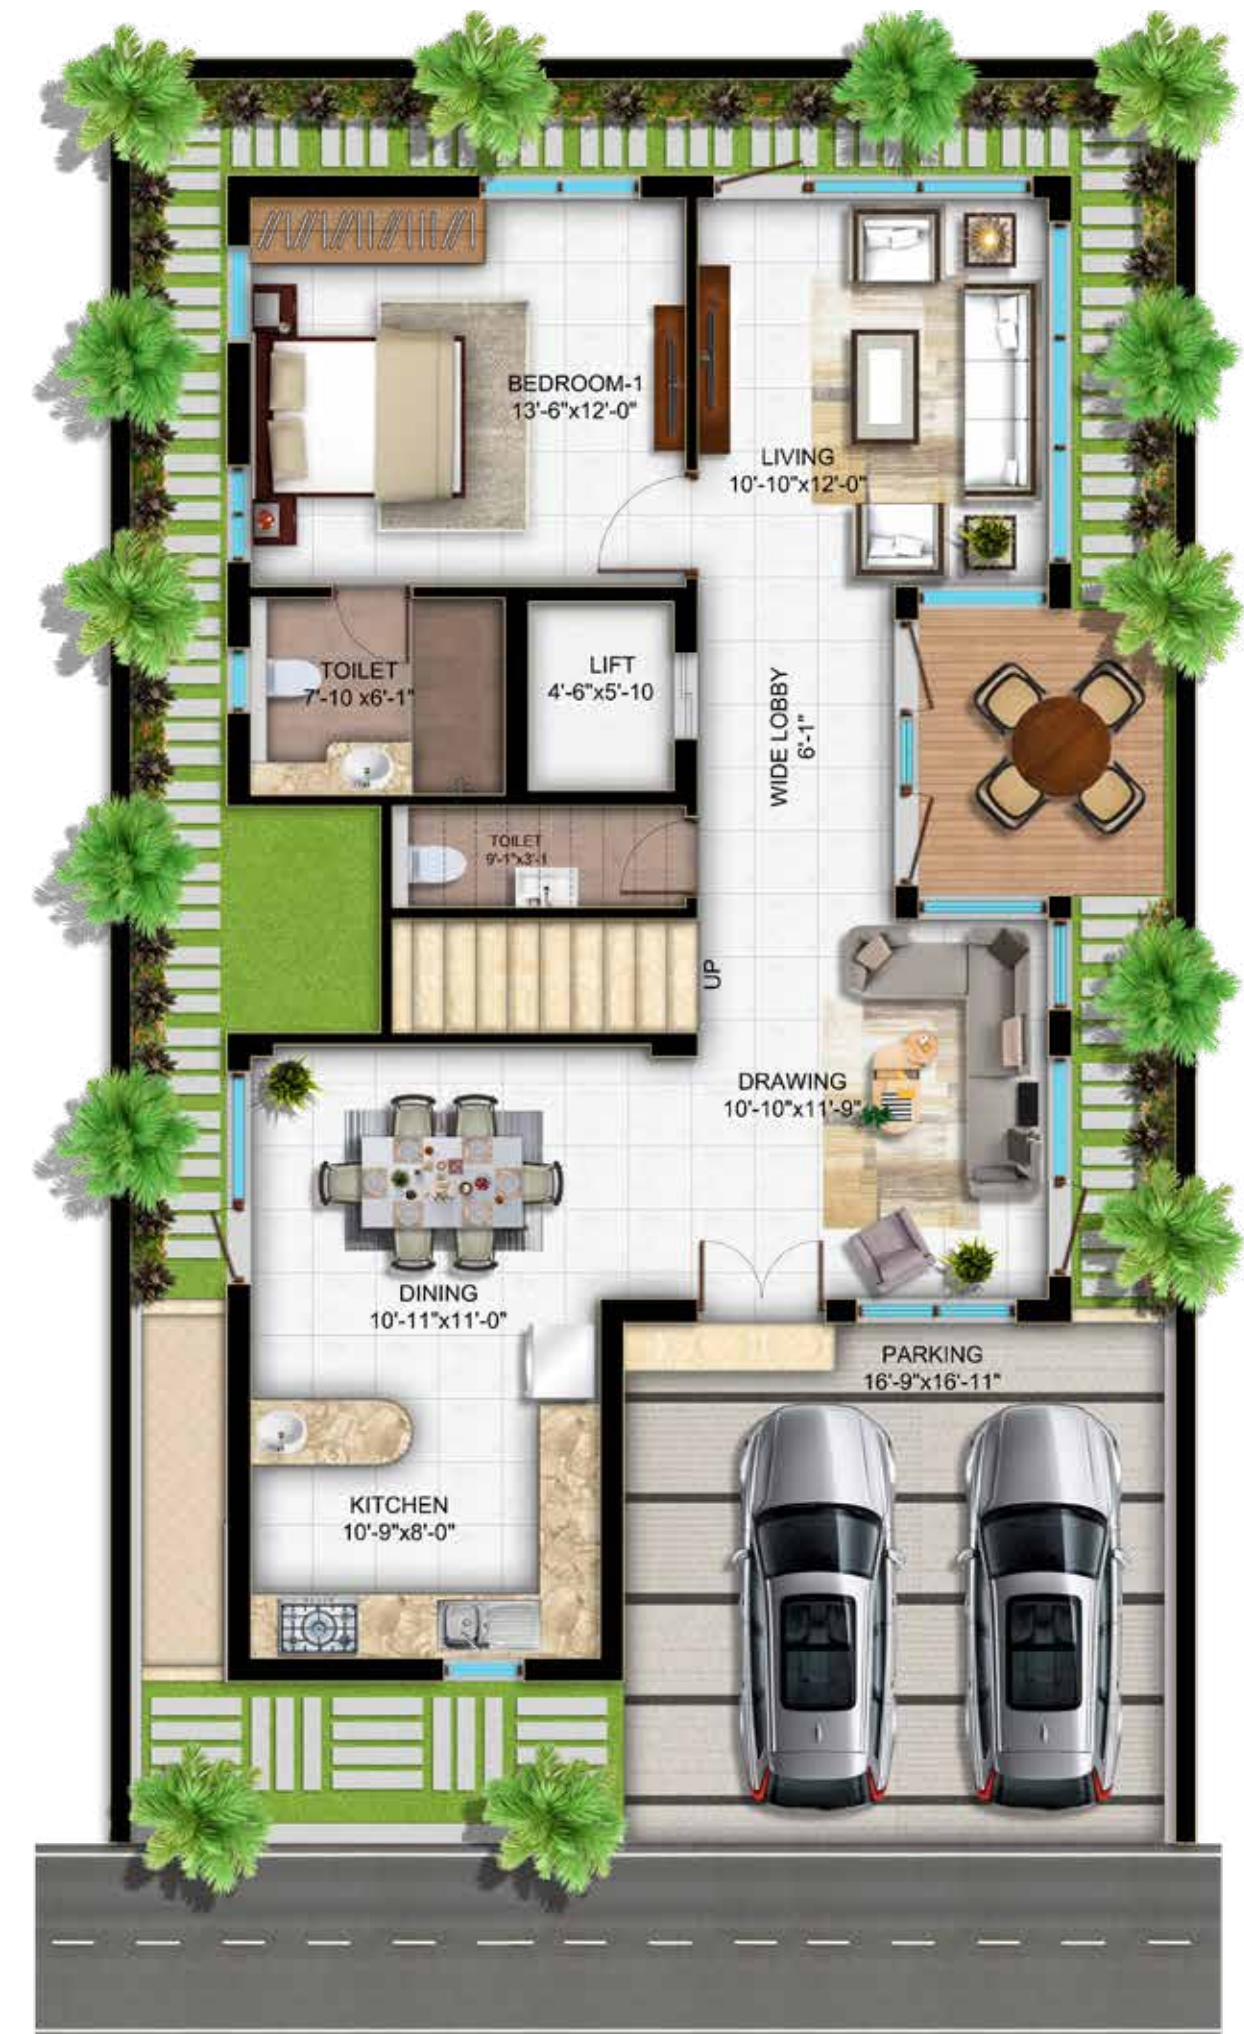 BEDROOM-1
13'-6"x12'-0"
LIVING
10'-10"x12'-0"
TOILET
7'-10 x6'-1"
LIFT
4'-6"x5'-10
WIDE LOBBY
6'-1"
TOILET
9'-1"x3'-1
UP
DRAWING
10'-10"x11'-9"
DINING
10'-11"x11'-0"
PARKING
16'-9"x16'-11"
KITCHEN
10'-9"x8'-0"